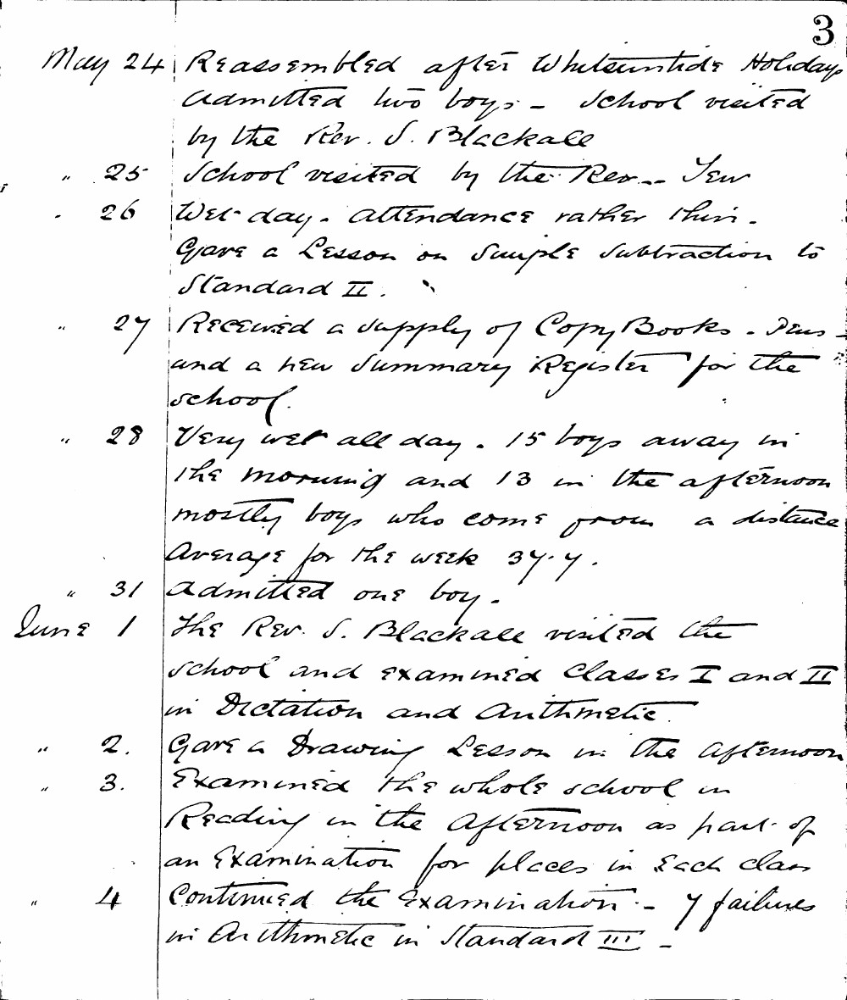 3
May 24 Reassembled after Whitsuntide Holidays
Admitted two boys - School visited
by the Rev. S. Blackall
" 25 School visited by the Rev -- Tew
" 26 Wet day. Attendance rather thin.
Gave a Lesson on Simple Subtraction to
Standard II.
" 27 Received a supply of Copy Books - Pens -
and a new Summary Register for the
school.
" 28 Very wet all day. 15 boys away in
the morning and 13 in the afternoon
mostly boys who come from a distance
Average for the week 37.7.
" 31 Admitted one boy.
June 1 The Rev. S. Blackall visited the
school and examined Classes I and II
in Dictation and Arithmetic.
" 2. Gave a Drawing Lesson in the Afternoon
" 3. Examined the whole school in
Reading in the Afternoon as part of
an Examination for places in each class
" 4 Continued the Examination - 7 failures
in Arithmetic in Standard III -